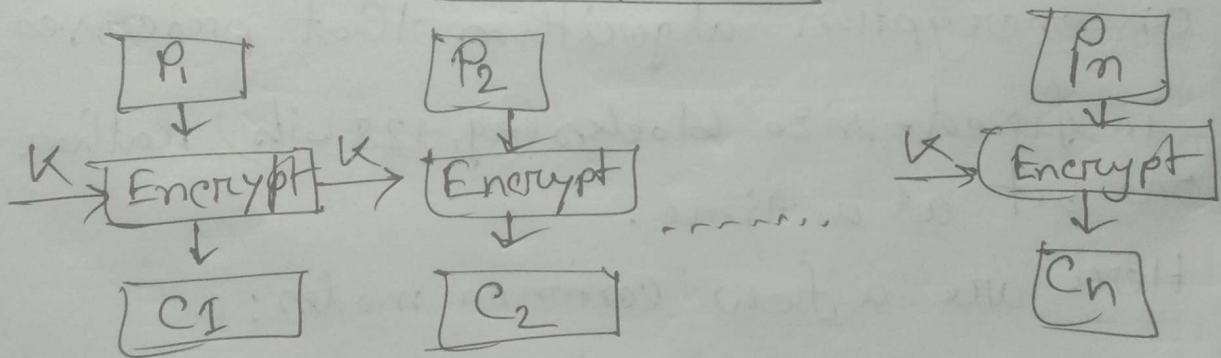 P₁ P₂ Pn
K Encrypt K Encrypt K Encrypt
........
C1 C₂ Cn